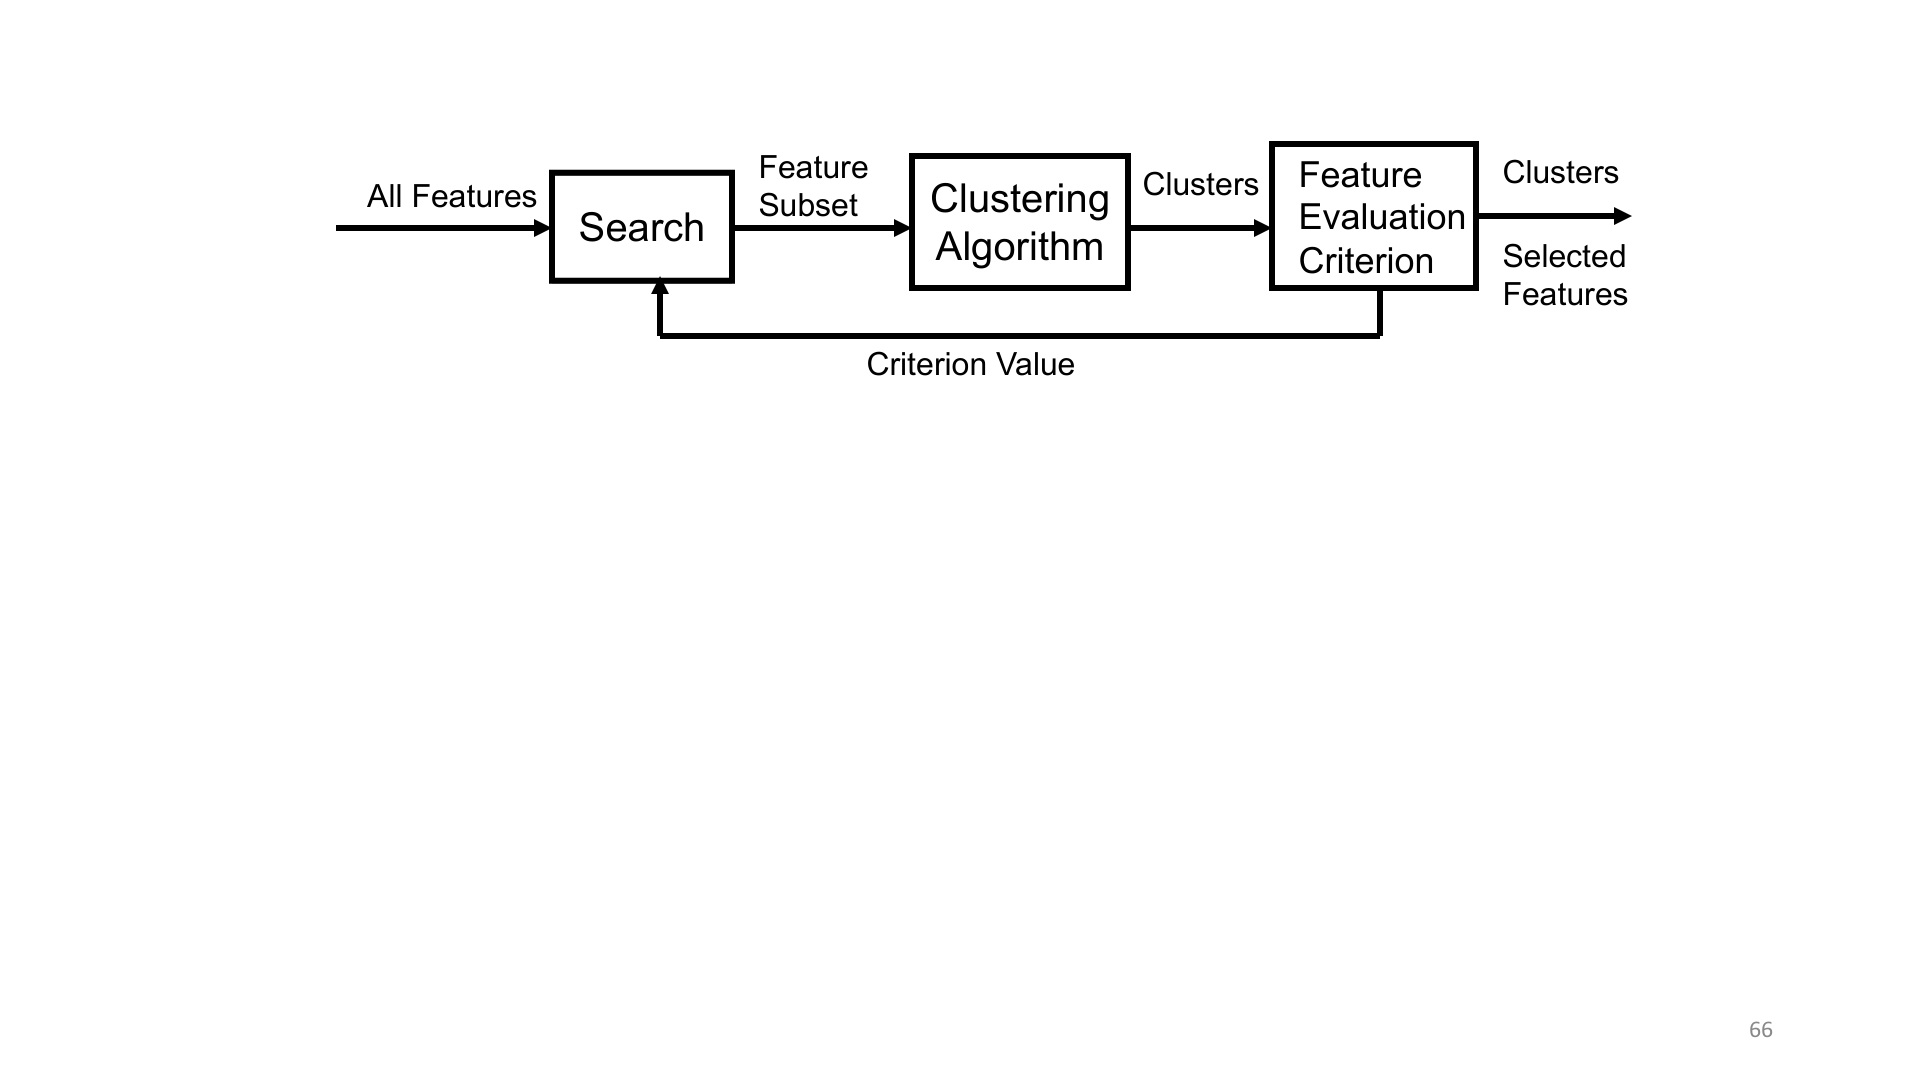 All Features
Search
Feature
Subset
Clustering
Algorithm
Clusters
Feature
Evaluation
Criterion
Clusters
Selected
Features
Criterion Value
66